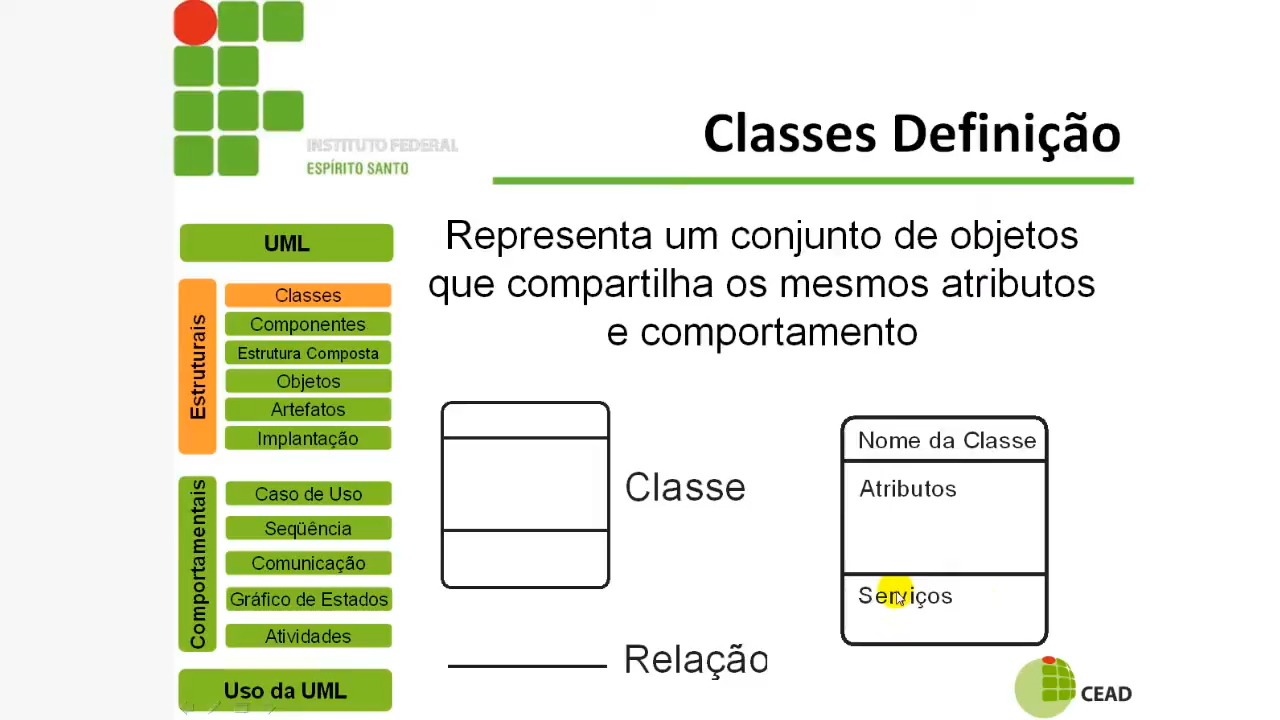 INSTITUTO FEDERAL
ESPÍRITO SANTO
Classes Definição
UML
Estruturais
Classes
Componentes
Estrutura Composta
Objetos
Artefatos
Implantação
Comportamentais
Caso de Uso
Seqüência
Comunicação
Gráfico de Estados
Atividades
Uso da UML
Representa um conjunto de objetos
que compartilha os mesmos atributos
e comportamento
Classe
Relação
Nome da Classe
Atributos
Serviços
CEAD